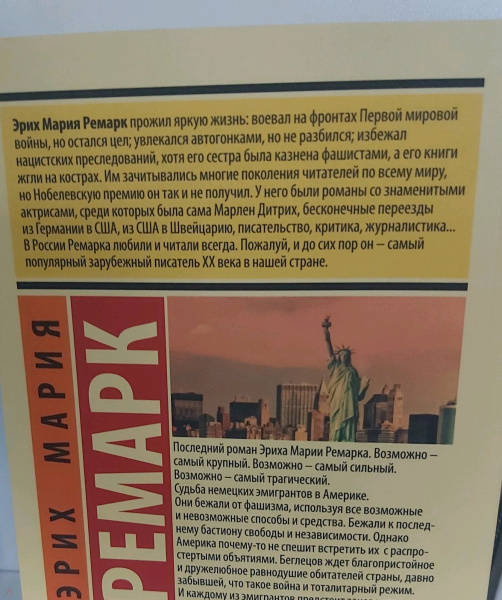 Эрих Мария Ремарк прожил яркую жизнь: воевал на фронтах Первой мировой
войны, но остался цел; увлекался автогонками, но не разбился; избежал
нацистских преследований, хотя его сестра была казнена фашистами, а его книги
жгли на кострах. Им зачитывались многие поколения читателей по всему миру,
но Нобелевскую премию он так и не получил. У него были романы со знаменитыми
актрисами, среди которых была сама Марлен Дитрих, бесконечные переезды
из Германии в США, из США в Швейцарию, писательство, критика, журналистика...
В России Ремарка любили и читали всегда. Пожалуй, и до сих пор он – самый
популярный зарубежный писатель XX века в нашей стране.
ЭРИХ МАРИЯ
РЕМАРК
Последний роман Эриха Марии Ремарка. Возможно –
самый крупный. Возможно – самый сильный.
Возможно – самый трагический.
Судьба немецких эмигрантов в Америке.
Они бежали от фашизма, используя все возможные
и невозможные способы и средства. Бежали к послед-
нему бастиону свободы и независимости. Однако
Америка почему-то не спешит встретить их с распро-
стертыми объятиями. Беглецов ждет благопристойное
и дружелюбное равнодушие обитателей страны, давно
забывшей, что такое война и тоталитарный режим.
И каждому из эмигрантов